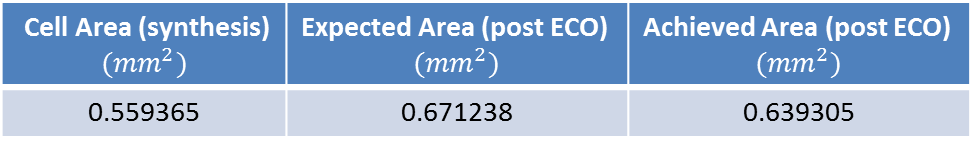 Cell Area (synthesis) Expected Area (post ECO) Achieved Area (post ECO)
(mm²) (mm²) (mm²)
0.559365 0.671238 0.639305